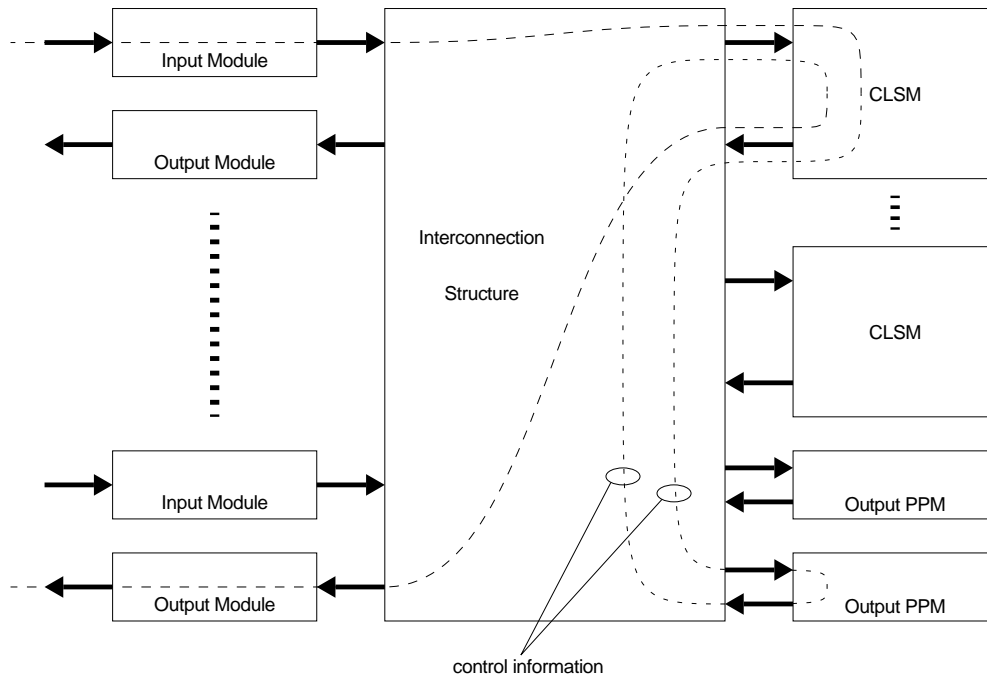 Input Module
CLSM
Output Module
Interconnection
Structure
CLSM
Input Module
Output PPM
Output Module
Output PPM
control information